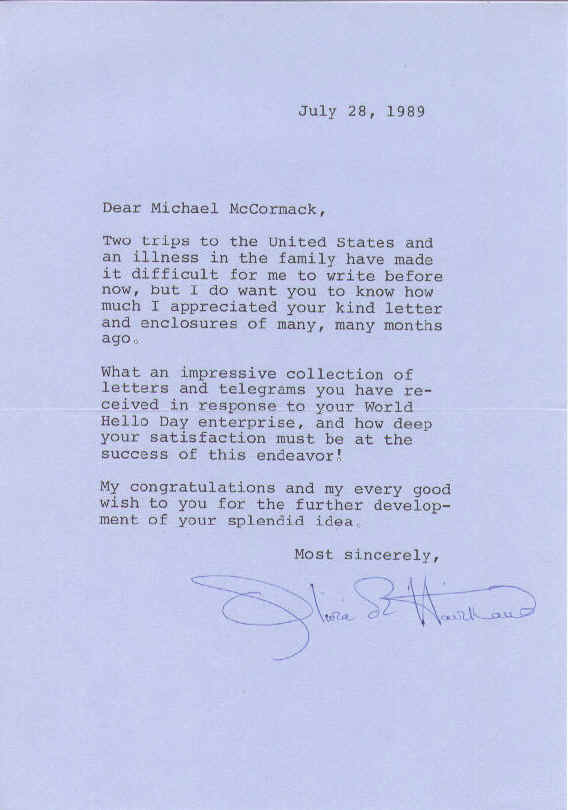 July 28, 1989
Dear Michael McCormack,
Two trips to the United States and
an illness in the family have made
it difficult for me to write before
now, but I do want you to know how
much I appreciated your kind letter
and enclosures of many, many months
ago.
What an impressive collection of
letters and telegrams you have re-
ceived in response to your World
Hello Day enterprise, and how deep
your satisfaction must be at the
success of this endeavor!
My congratulations and my every good
wish to you for the further develop-
ment of your splendid idea.
Most sincerely,
Olivia de Havilland